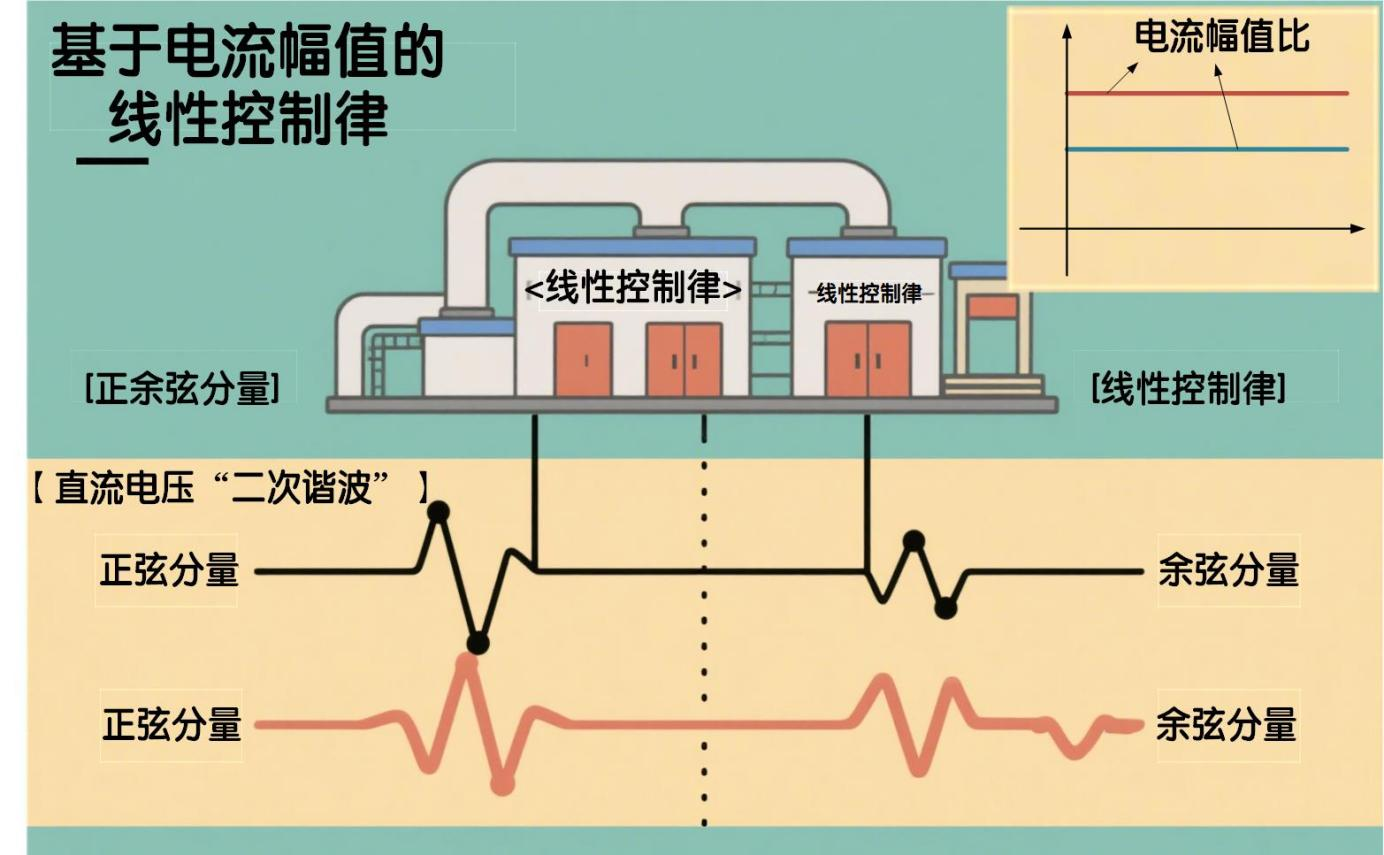 基于电流幅值的
线性控制律
电流幅值比
<线性控制律>
线性控制律
[正余弦分量]
[线性控制律]
【直流电压“二次谐波” 】
正弦分量
余弦分量
正弦分量
余弦分量